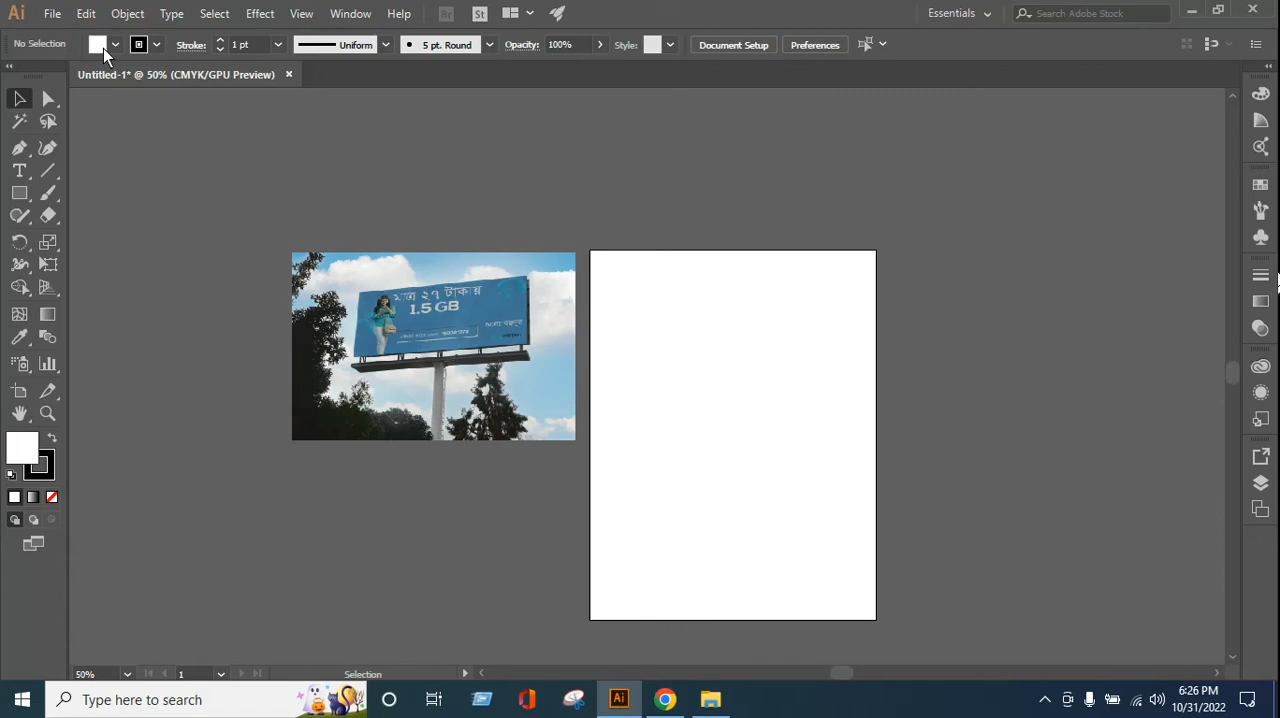 Ai File Edit Object Type Select Effect View Window Help Br St Essentials Search Adobe Stock
No Selection Stroke: 1 pt Uniform 5 pt. Round Opacity: 100% Style: Document Setup Preferences
Untitled-1* @ 50% (CMYK/GPU Preview)
মাত্র ২৭ টাকায়
1.5 GB
50% 1 Selection
Type here to search
Ai
6:26 PM
10/31/2022